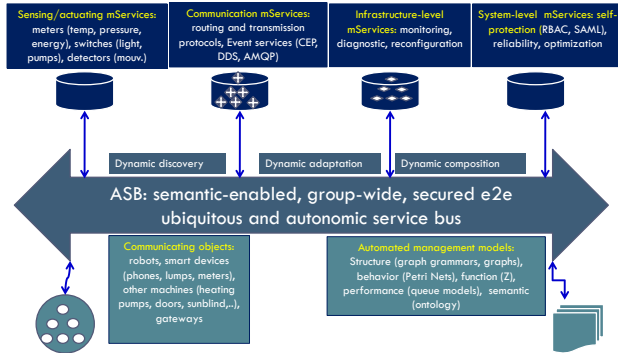 Sensing/actuating mServices:
meters (temp, pressure,
energy), switches (light,
pumps), detectors (mouv.)
Communication mServices:
routing and transmission
protocols, Event services (CEP,
DDS, AMQP)
Infrastructure-level
mServices: monitoring,
diagnostic, reconfiguration
System-level mServices: self-
protection (RBAC, SAML),
reliability, optimization
Dynamic discovery
Dynamic adaptation
Dynamic composition
ASB: semantic-enabled, group-wide, secured e2e
ubiquitous and autonomic service bus
Communicating objects:
robots, smart devices
(phones, lumps, meters),
other machines (heating
pumps, doors, sunblind,..),
gateways
Automated management models:
Structure (graph grammars, graphs),
behavior (Petri Nets), function (Z),
performance (queue models), semantic
(ontology)